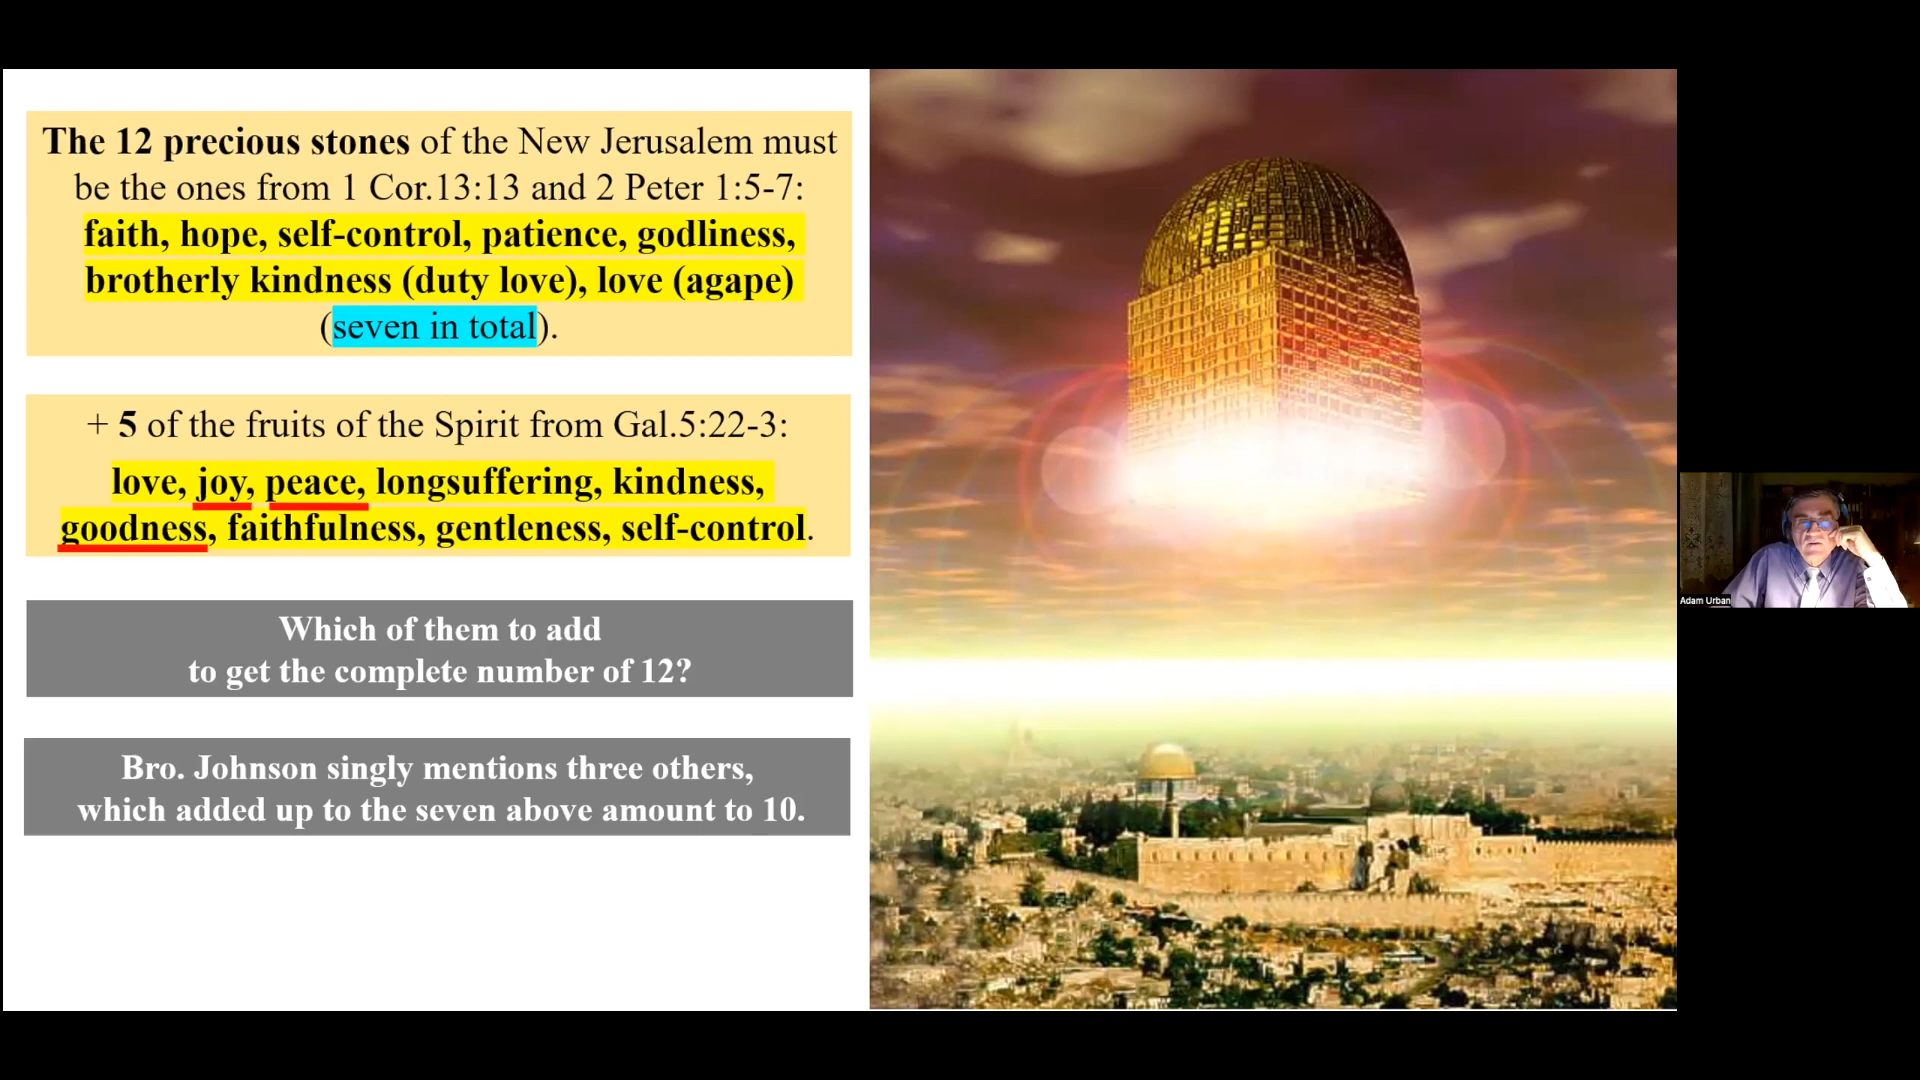 The 12 precious stones of the New Jerusalem must
be the ones from 1 Cor.13:13 and 2 Peter 1:5-7:
faith, hope, self-control, patience, godliness,
brotherly kindness (duty love), love (agape)
(seven in total).
+ 5 of the fruits of the Spirit from Gal.5:22-3:
love, joy, peace, longsuffering, kindness,
goodness, faithfulness, gentleness, self-control.
Which of them to add
to get the complete number of 12?
Bro. Johnson singly mentions three others,
which added up to the seven above amount to 10.
Adam Urban